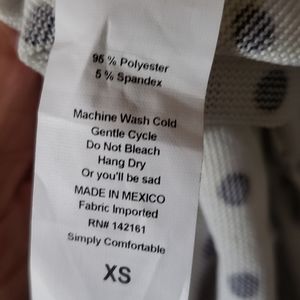 95 % Polyester
5 % Spandex
Machine Wash Cold
Gentle Cycle
Do Not Bleach
Hang Dry
Or you'll be sad
MADE IN MEXICO
Fabric Imported
RN# 142161
Simply Comfortable
XS